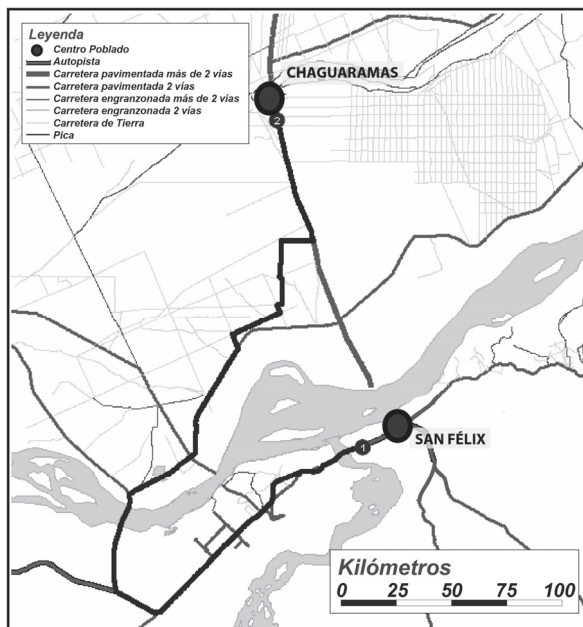 Leyenda
Centro Poblado
Autopista
Carretera pavimentada más de 2 vías
Carretera pavimentada 2 vías
Carretera engranzonada más de 2 vías
Carretera engranzonada 2 vías
Carretera de Tierra
Pica
CHAGUARAMAS
2
SAN FÉLIX
1
Kilómetros
0 25 50 75 100